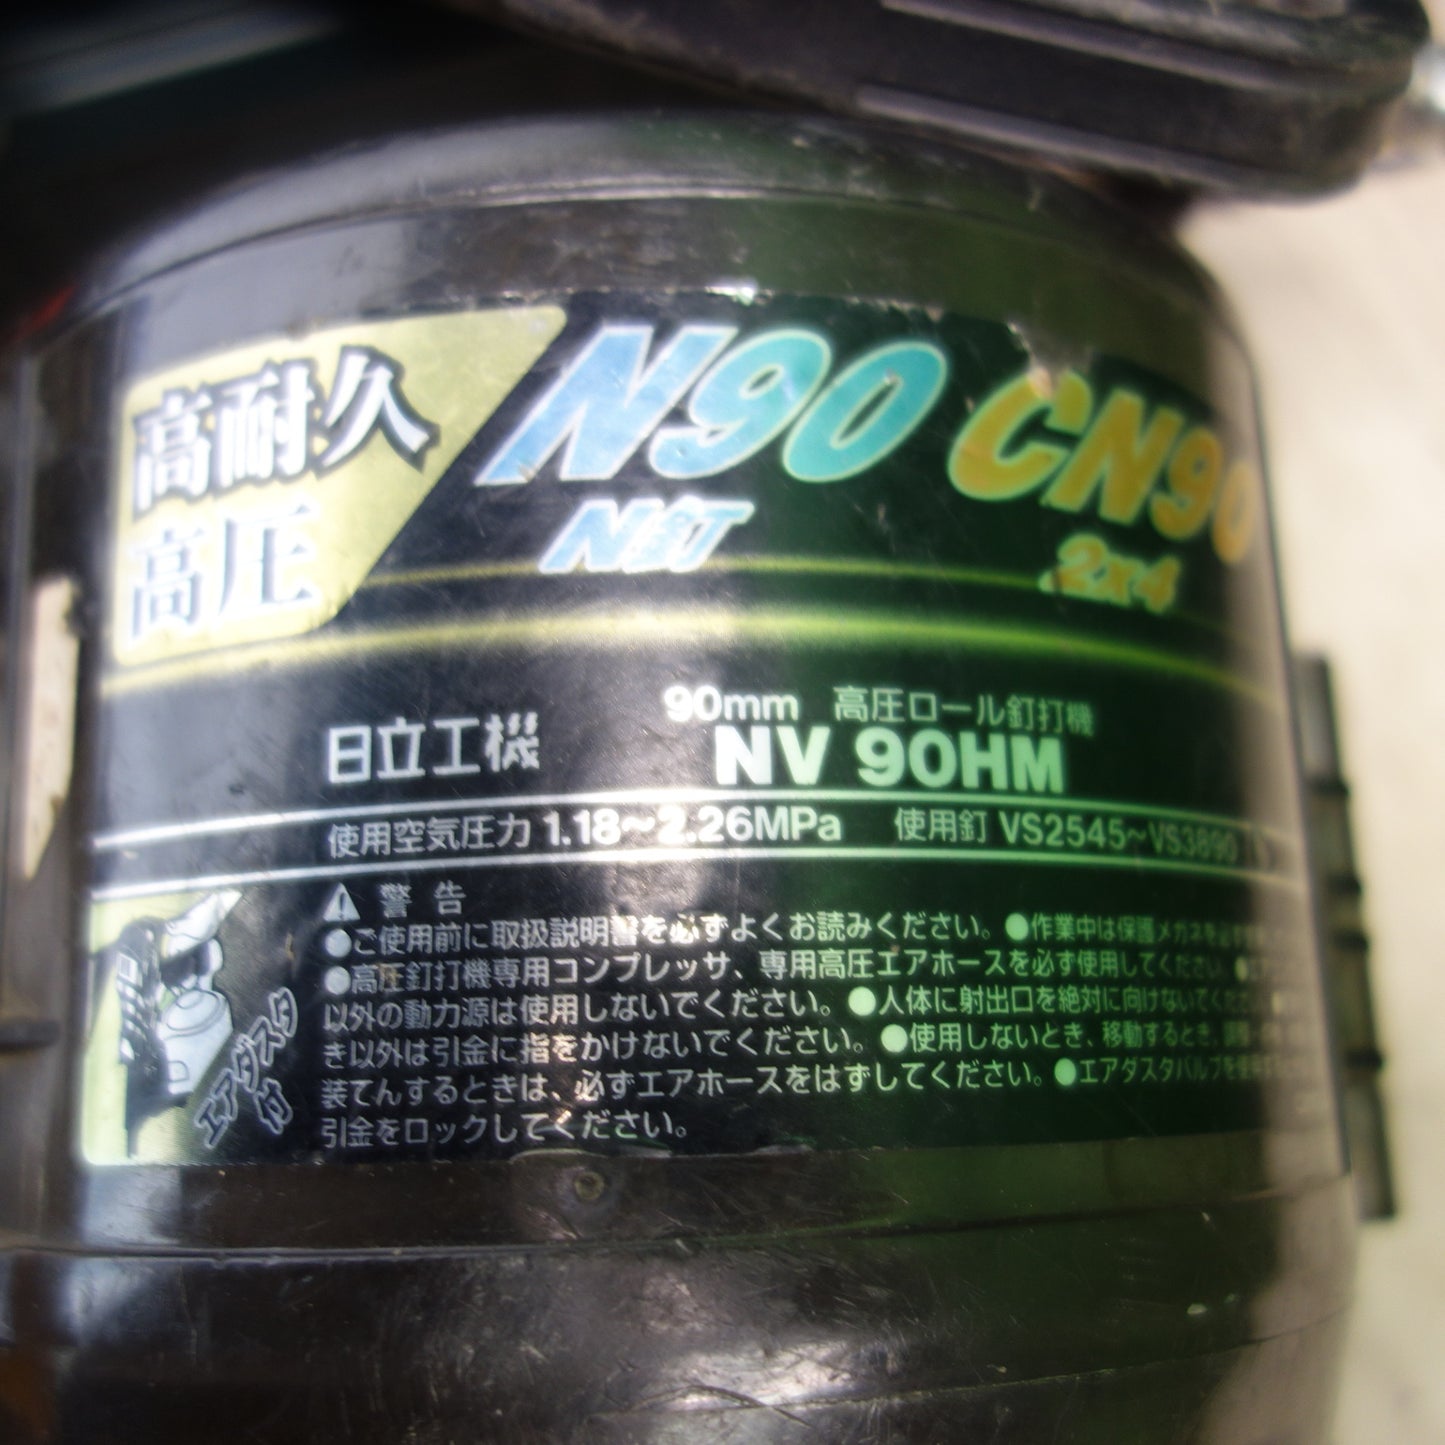 高耐久
高圧
N90
N釘
CN90
2x4
90mm 高圧ロール釘打機
日立工機 NV 90HM
使用空気圧力 1.18～2.26MPa 使用釘 VS2545～VS3890
警告
●ご使用前に取扱説明書を必ずよくお読みください。●作業中は保護メガネを必ず
●高圧釘打機専用コンプレッサ、専用高圧エアホースを必ず使用してください。●
以外の動力源は使用しないでください。●人体に射出口を絶対に向けないでくださ
き以外は引金に指をかけないでください。●使用しないとき、移動するとき、
装てんするときは、必ずエアホースをはずしてください。●エアダスタバルブを使
引金をロックしてください。
エアダスタ
付